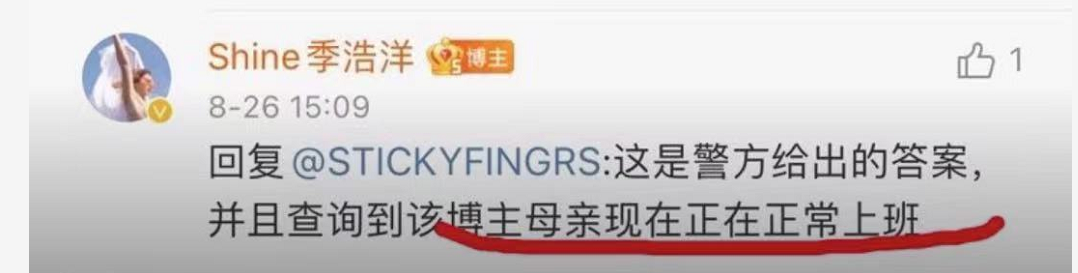 Shine季浩洋 5 博主
1
8-26 15:09
回复@STICKYFINGRS:这是警方给出的答案，
并且查询到该博主母亲现在正在正常上班